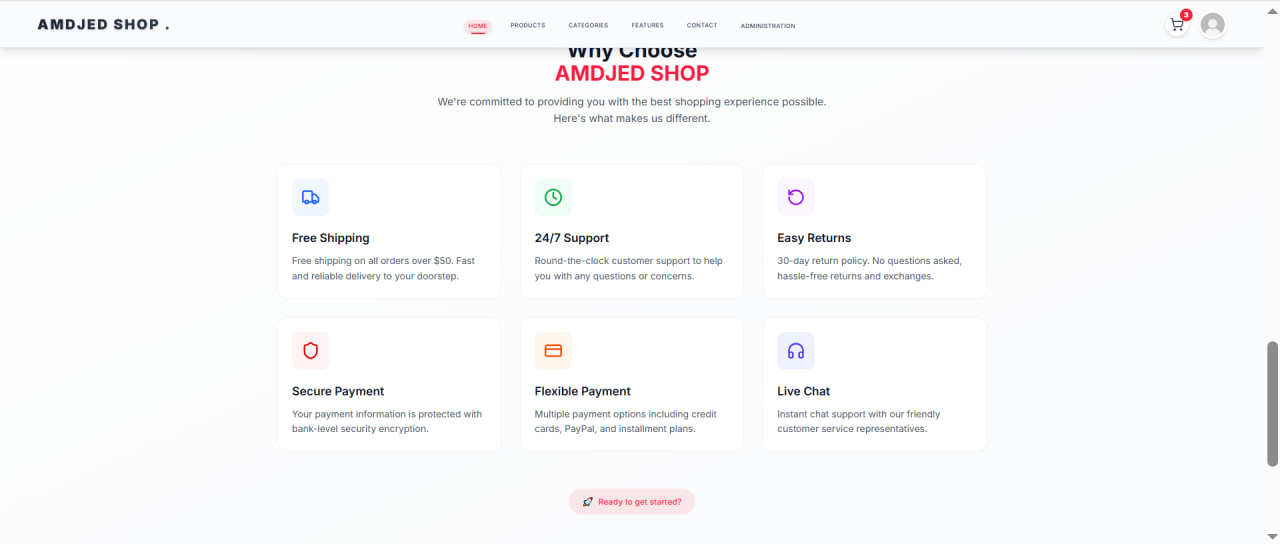 AMDJED SHOP .
HOME
PRODUCTS
CATEGORIES
FEATURES
CONTACT
ADMINISTRATION
3
Why Choose
AMDJED SHOP
We're committed to providing you with the best shopping experience possible.
Here's what makes us different.
Free Shipping
Free shipping on all orders over $50. Fast
and reliable delivery to your doorstep.
24/7 Support
Round-the-clock customer support to help
you with any questions or concerns.
Easy Returns
30-day return policy. No questions asked,
hassle-free returns and exchanges.
Secure Payment
Your payment information is protected with
bank-level security encryption.
Flexible Payment
Multiple payment options including credit
cards, PayPal, and installment plans.
Live Chat
Instant chat support with our friendly
customer service representatives.
🚀 Ready to get started?